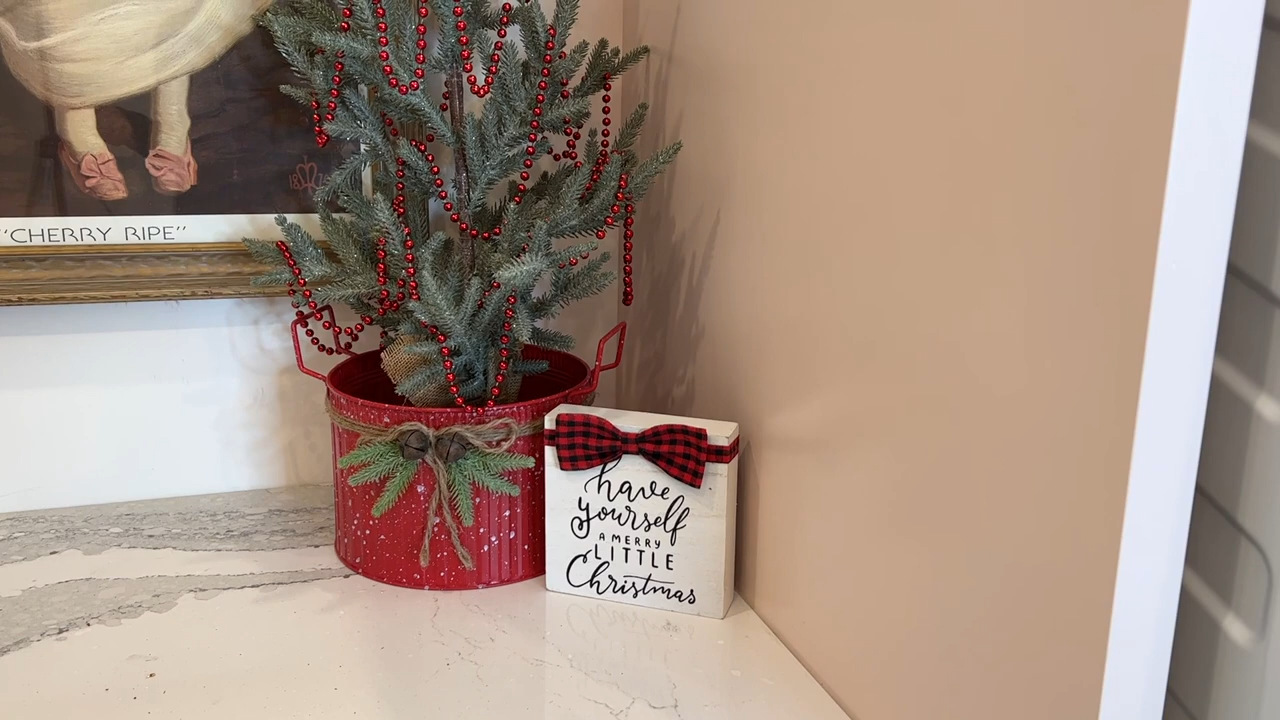 "CHERRY RIPE"
have
yourself
A MERRY
LITTLE
Christmas